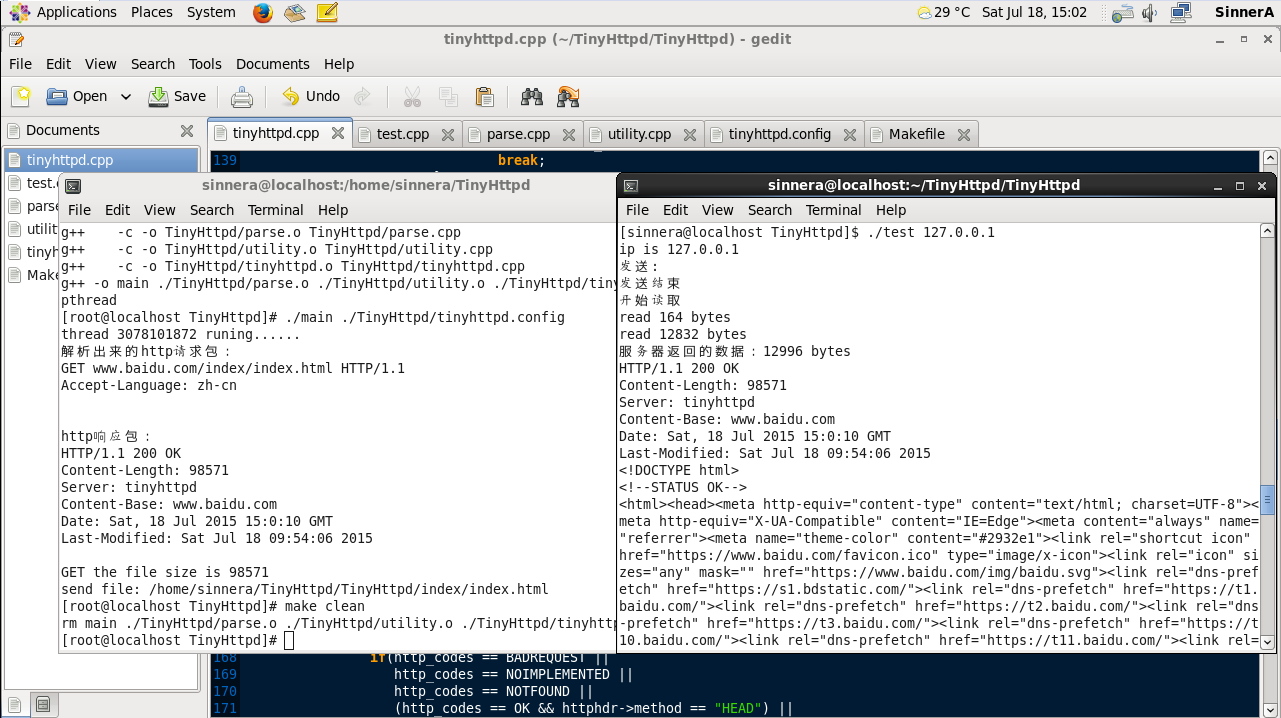 Applications Places System 29 °C Sat Jul 18, 15:02 SinnerA
tinyhttpd.cpp (~/TinyHttpd/TinyHttpd) - gedit
File Edit View Search Tools Documents Help
Open Save Undo
Documents
tinyhttpd.cpp
tinyhttpd.cpp test.cpp parse.cpp utility.cpp tinyhttpd.config Makefile
139 break;
sinnera@localhost:/home/sinnera/TinyHttpd
File Edit View Search Terminal Help
g++ -c -o TinyHttpd/parse.o TinyHttpd/parse.cpp
g++ -c -o TinyHttpd/utility.o TinyHttpd/utility.cpp
g++ -c -o TinyHttpd/tinyhttpd.o TinyHttpd/tinyhttpd.cpp
g++ -o main ./TinyHttpd/parse.o ./TinyHttpd/utility.o ./TinyHttpd/tiny
pthread
[root@localhost TinyHttpd]# ./main ./TinyHttpd/tinyhttpd.config
thread 3078101872 runing......
解析出来的http请求包：
GET www.baidu.com/index/index.html HTTP/1.1
Accept-Language: zh-cn
http响应包：
HTTP/1.1 200 OK
Content-Length: 98571
Server: tinyhttpd
Content-Base: www.baidu.com
Date: Sat, 18 Jul 2015 15:0:10 GMT
Last-Modified: Sat Jul 18 09:54:06 2015
GET the file size is 98571
send file: /home/sinnera/TinyHttpd/TinyHttpd/index/index.html
[root@localhost TinyHttpd]# make clean
rm main ./TinyHttpd/parse.o ./TinyHttpd/utility.o ./TinyHttpd/tinyhttp
[root@localhost TinyHttpd]#
sinnera@localhost:~/TinyHttpd/TinyHttpd
File Edit View Search Terminal Help
[sinnera@localhost TinyHttpd]$ ./test 127.0.0.1
ip is 127.0.0.1
发送：
发送结束
开始读取
read 164 bytes
read 12832 bytes
服务器返回的数据：12996 bytes
HTTP/1.1 200 OK
Content-Length: 98571
Server: tinyhttpd
Content-Base: www.baidu.com
Date: Sat, 18 Jul 2015 15:0:10 GMT
Last-Modified: Sat Jul 18 09:54:06 2015
<!DOCTYPE html>
<!--STATUS OK-->
<html><head><meta http-equiv="content-type" content="text/html; charset=UTF-8"><
meta http-equiv="X-UA-Compatible" content="IE=Edge"><meta content="always" name=
"referrer"><meta name="theme-color" content="#2932e1"><link rel="shortcut icon"
href="https://www.baidu.com/favicon.ico" type="image/x-icon"><link rel="icon" si
zes="any" mask="" href="https://www.baidu.com/img/baidu.svg"><link rel="dns-pref
etch" href="https://s1.bdstatic.com/"><link rel="dns-prefetch" href="https://t1.
baidu.com/"><link rel="dns-prefetch" href="https://t2.baidu.com/"><link rel="dns
-prefetch" href="https://t3.baidu.com/"><link rel="dns-prefetch" href="https://t
10.baidu.com/"><link rel="dns-prefetch" href="https://t11.baidu.com/"><link rel=
168 if(http_codes == BADREQUEST ||
169 http_codes == NOIMPLEMENTED ||
170 http_codes == NOTFOUND ||
171 (http_codes == OK && httphdr->method == "HEAD") ||